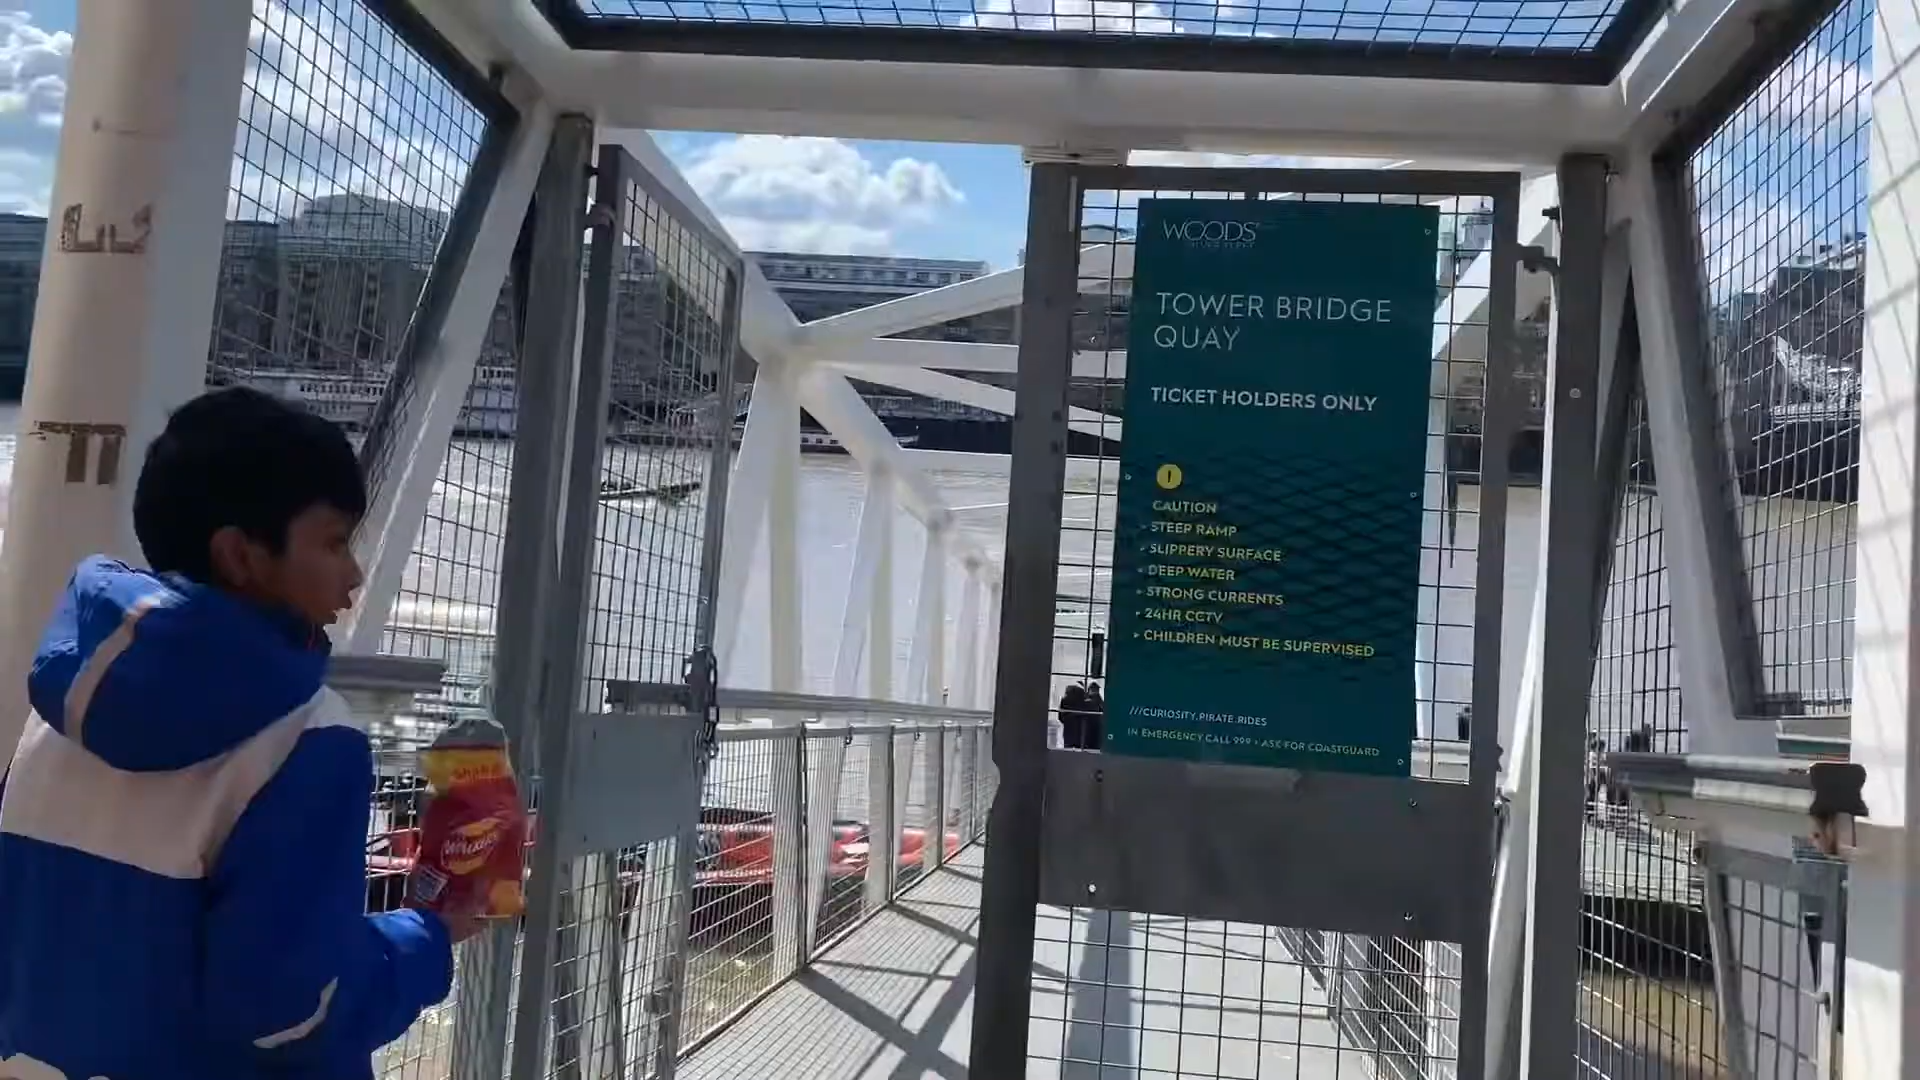 WOODS
TOWER BRIDGE
QUAY
TICKET HOLDERS ONLY
!
CAUTION
- STEEP RAMP
- SLIPPERY SURFACE
- DEEP WATER
- STRONG CURRENTS
- 24HR CCTV
- CHILDREN MUST BE SUPERVISED
///CURIOSITY.PIRATE.RIDES
IN EMERGENCY CALL 999 • ASK FOR COASTGUARD
Walkers